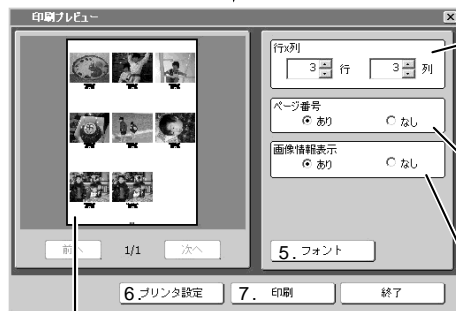 印刷プレビュー
行x列
3 行 3 列
ページ番号
あり なし
画像情報表示
あり なし
前へ 1/1 次へ
5. フォント
6. プリンタ設定 7. 印刷 終了